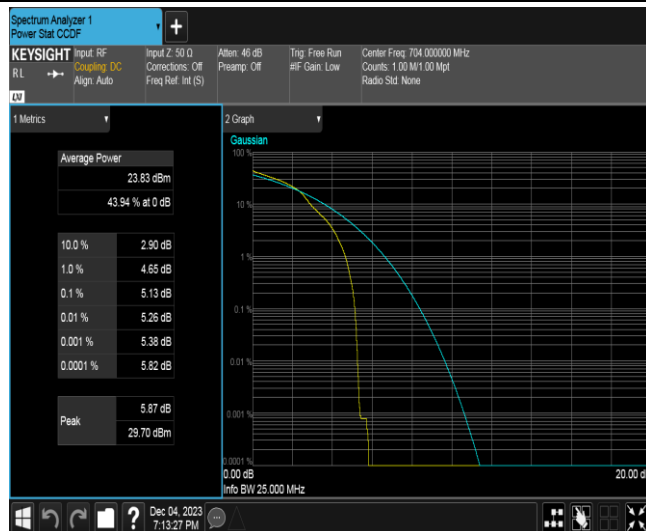 Spectrum Analyzer 1
Power Stat CCDF
+
KEYSIGHT
RL
Input: RF
Coupling: DC
Align: Auto
Input Z: 50 Ω
Corrections: Off
Freq Ref: Int (S)
Atten: 46 dB
Preamp: Off
Trig: Free Run
#IF Gain: Low
Center Freq: 704.000000 MHz
Counts: 1.00 M/1.00 Mpt
Radio Std: None
1 Metrics
Average Power
23.83 dBm
43.94 % at 0 dB
10.0 % 2.90 dB
1.0 % 4.65 dB
0.1 % 5.13 dB
0.01 % 5.26 dB
0.001 % 5.38 dB
0.0001 % 5.82 dB
Peak
5.87 dB
29.70 dBm
2 Graph
Gaussian
100 %
10 %
1 %
0.1 %
0.01 %
0.001 %
0.0001 %
0.00 dB
20.00 d
Info BW 25.000 MHz
?
Dec 04, 2023
7:13:27 PM